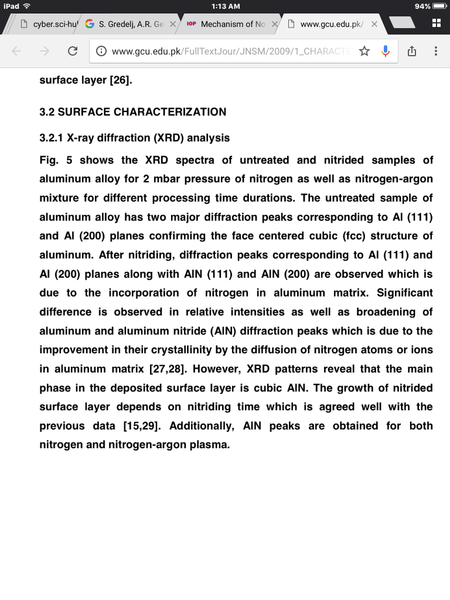 iPad
1:13 AM
94%
cyber.sci-hu
S. Gredelj, A.R. Ge
IOP Mechanism of No
www.gcu.edu.pk/
www.gcu.edu.pk/FullTextJour/JNSM/2009/1_CHARACTE
surface layer [26].
3.2 SURFACE CHARACTERIZATION
3.2.1 X-ray diffraction (XRD) analysis
Fig. 5 shows the XRD spectra of untreated and nitrided samples of
aluminum alloy for 2 mbar pressure of nitrogen as well as nitrogen-argon
mixture for different processing time durations. The untreated sample of
aluminum alloy has two major diffraction peaks corresponding to Al (111)
and Al (200) planes confirming the face centered cubic (fcc) structure of
aluminum. After nitriding, diffraction peaks corresponding to Al (111) and
Al (200) planes along with AlN (111) and AlN (200) are observed which is
due to the incorporation of nitrogen in aluminum matrix. Significant
difference is observed in relative intensities as well as broadening of
aluminum and aluminum nitride (AlN) diffraction peaks which is due to the
improvement in their crystallinity by the diffusion of nitrogen atoms or ions
in aluminum matrix [27,28]. However, XRD patterns reveal that the main
phase in the deposited surface layer is cubic AlN. The growth of nitrided
surface layer depends on nitriding time which is agreed well with the
previous data [15,29]. Additionally, AlN peaks are obtained for both
nitrogen and nitrogen-argon plasma.